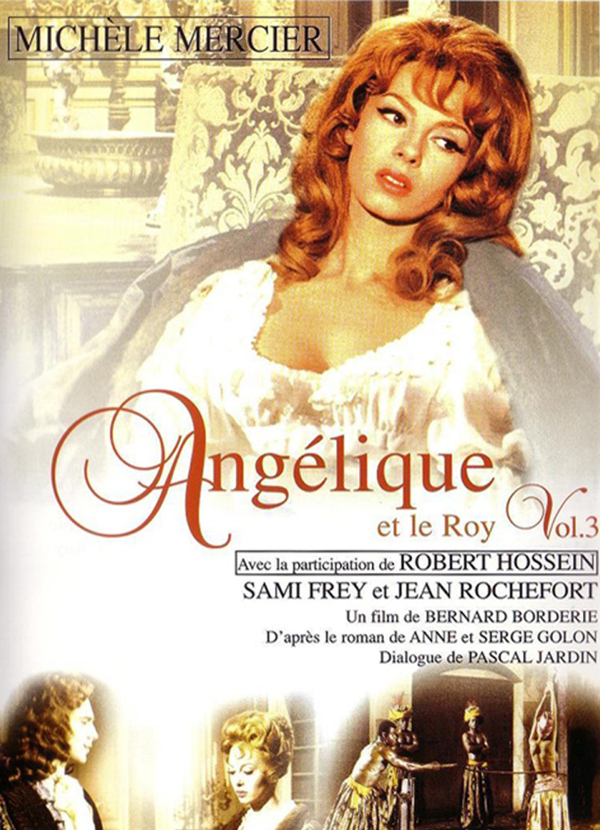 MICHÈLE MERCIER
Angélique
et le Roy Vol.3
Avec la participation de ROBERT HOSSEIN
SAMI FREY et JEAN ROCHEFORT
Un film de BERNARD BORDERIE
D'après le roman de ANNE et SERGE GOLON
Dialogue de PASCAL JARDIN